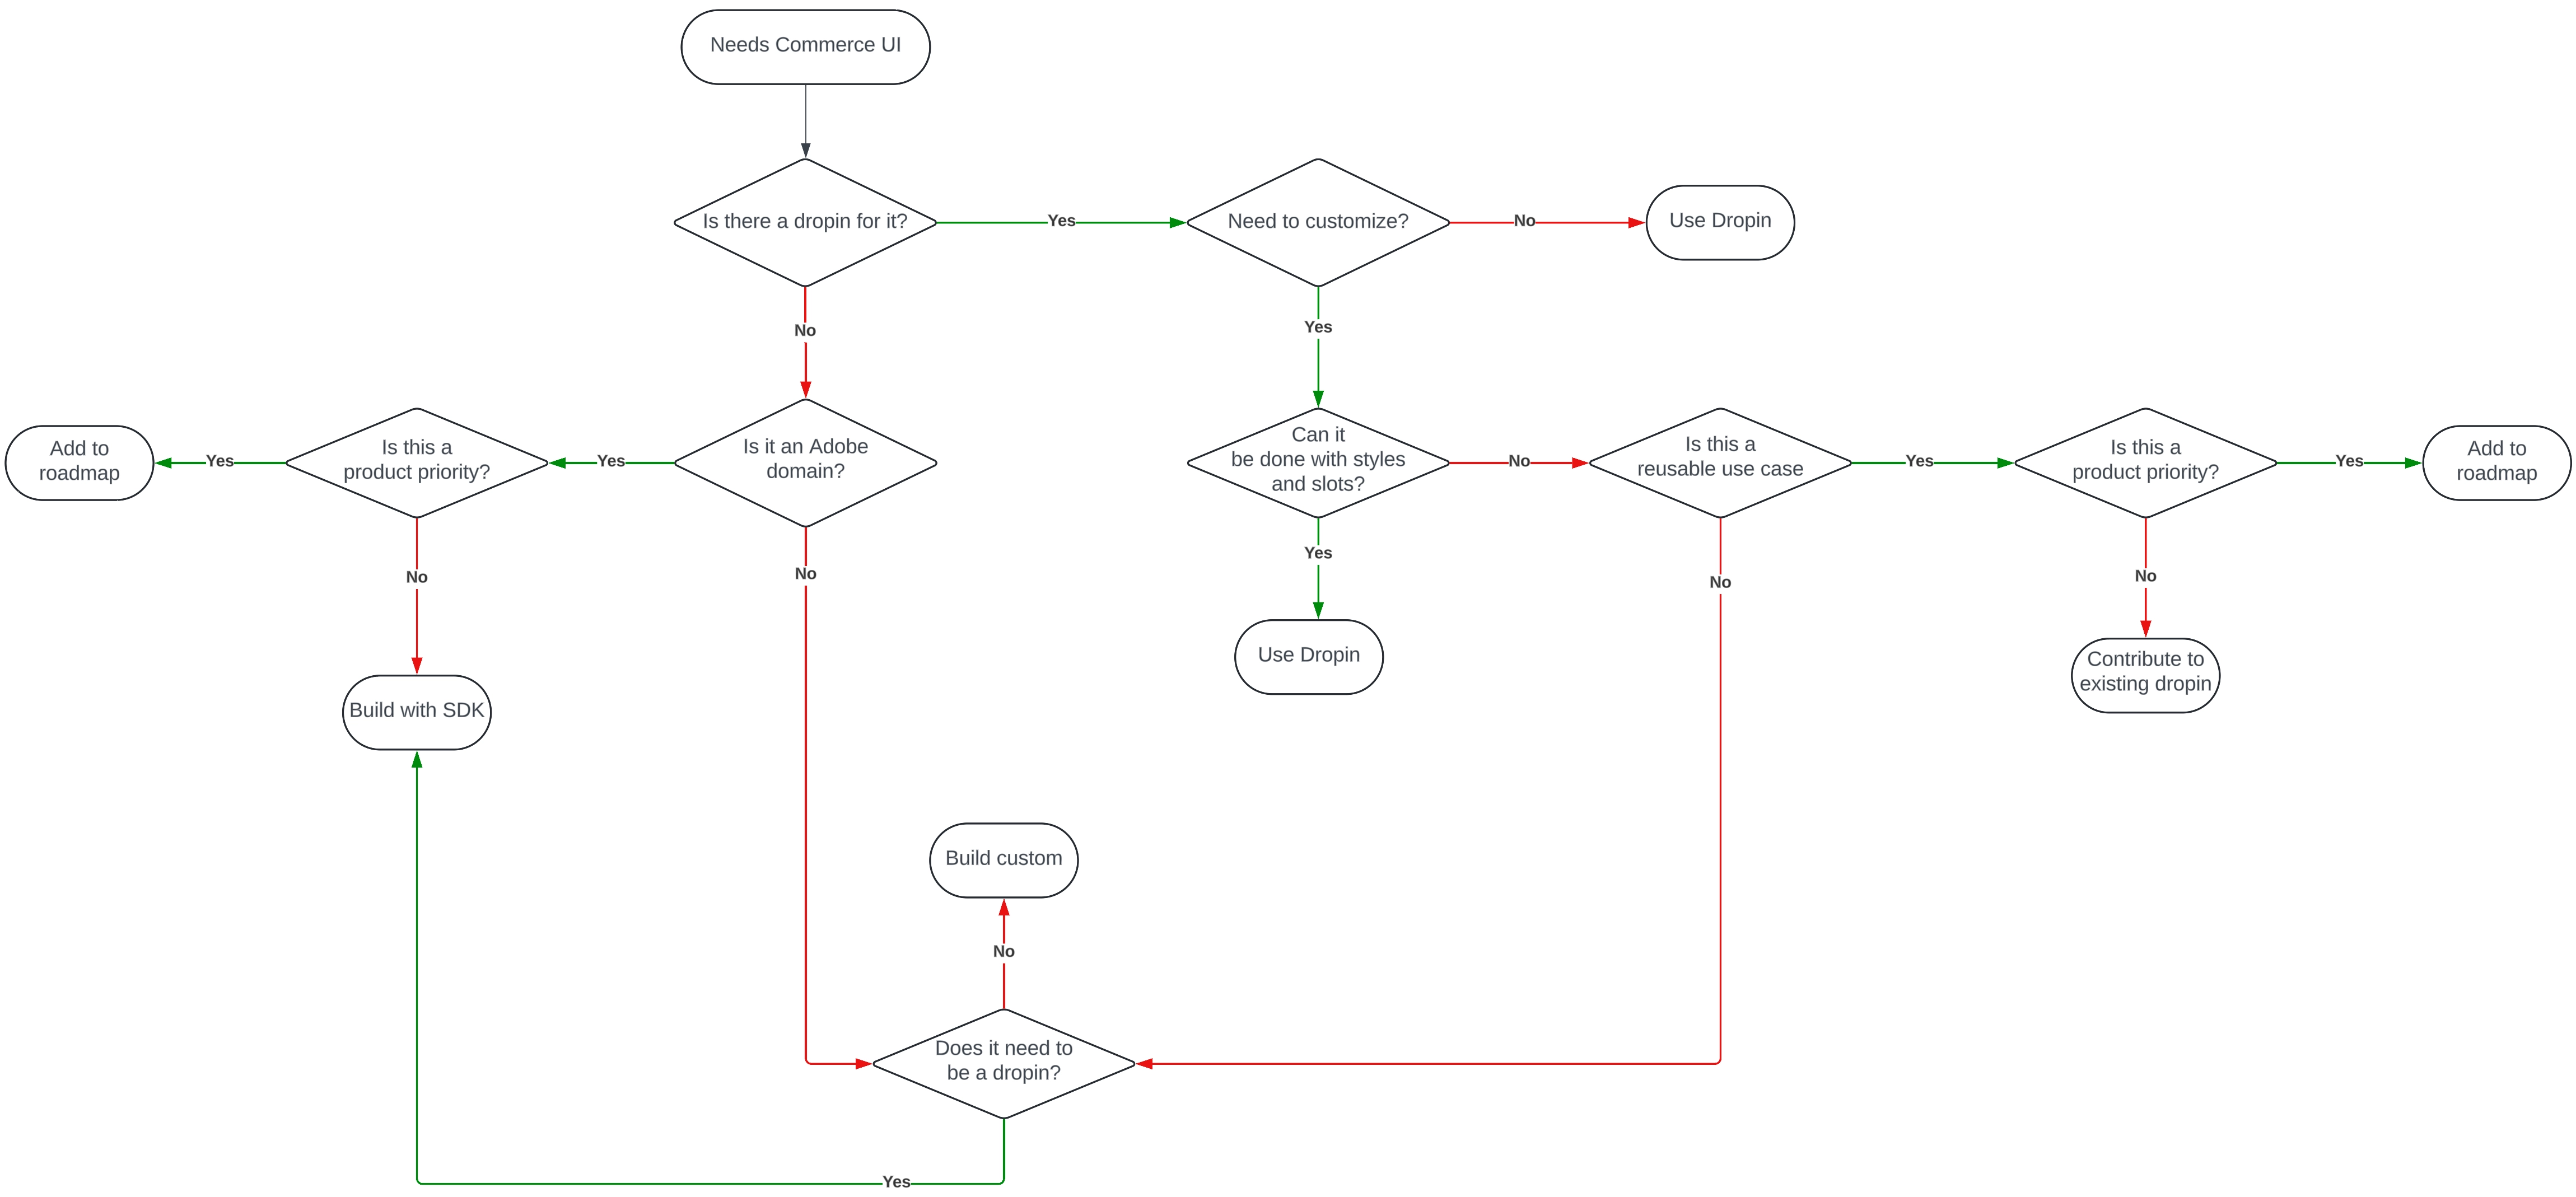 Needs Commerce UI
Is there a dropin for it?
Yes
Need to customize?
No
Use Dropin
No
Yes
Add to
roadmap
Yes
Is this a
product priority?
Yes
Is it an Adobe
domain?
Can it
be done with styles
and slots?
No
Is this a
reusable use case
Yes
Is this a
product priority?
Yes
Add to
roadmap
No
No
Yes
No
No
Build with SDK
Use Dropin
Contribute to
existing dropin
Build custom
No
Does it need to
be a dropin?
Yes